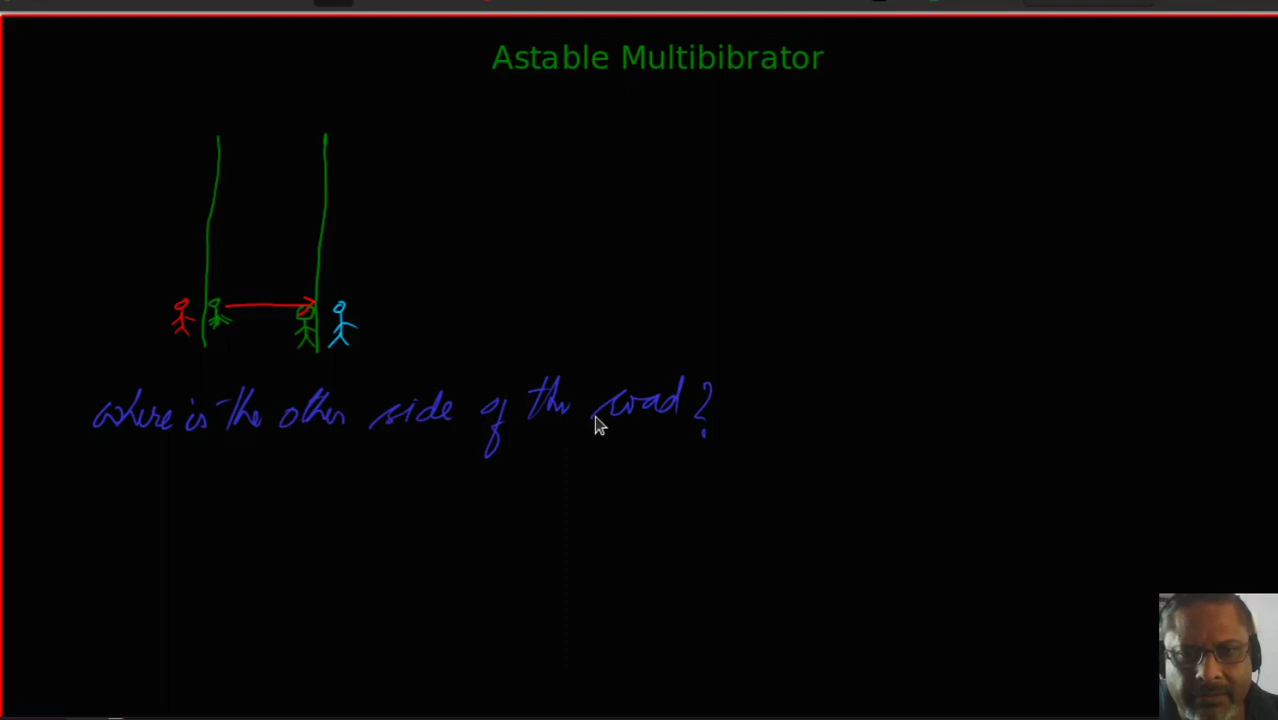 Astable Multibibrator
where is the other side of the road?